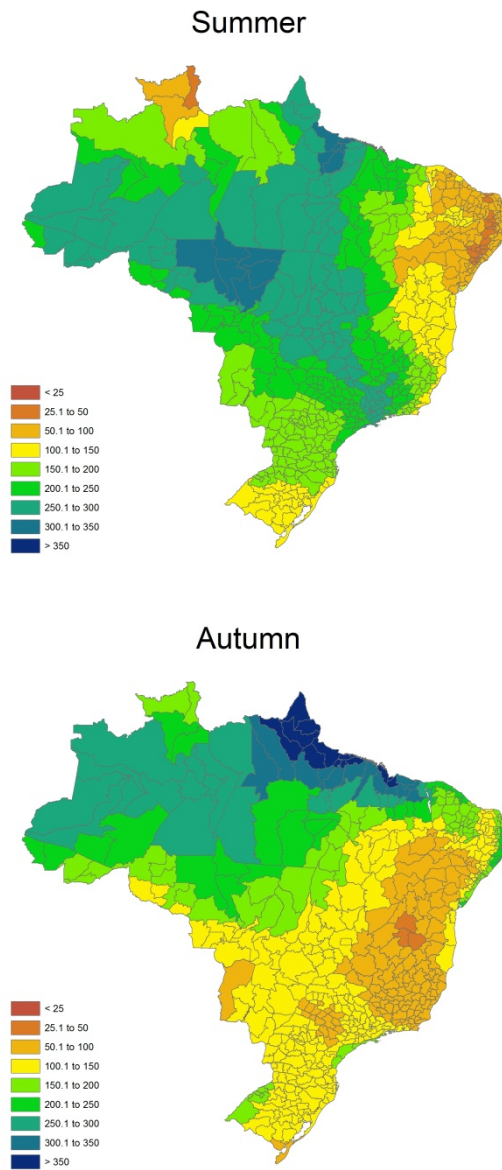 Summer
< 25
25.1 to 50
50.1 to 100
100.1 to 150
150.1 to 200
200.1 to 250
250.1 to 300
300.1 to 350
> 350
Autumn
< 25
25.1 to 50
50.1 to 100
100.1 to 150
150.1 to 200
200.1 to 250
250.1 to 300
300.1 to 350
> 350